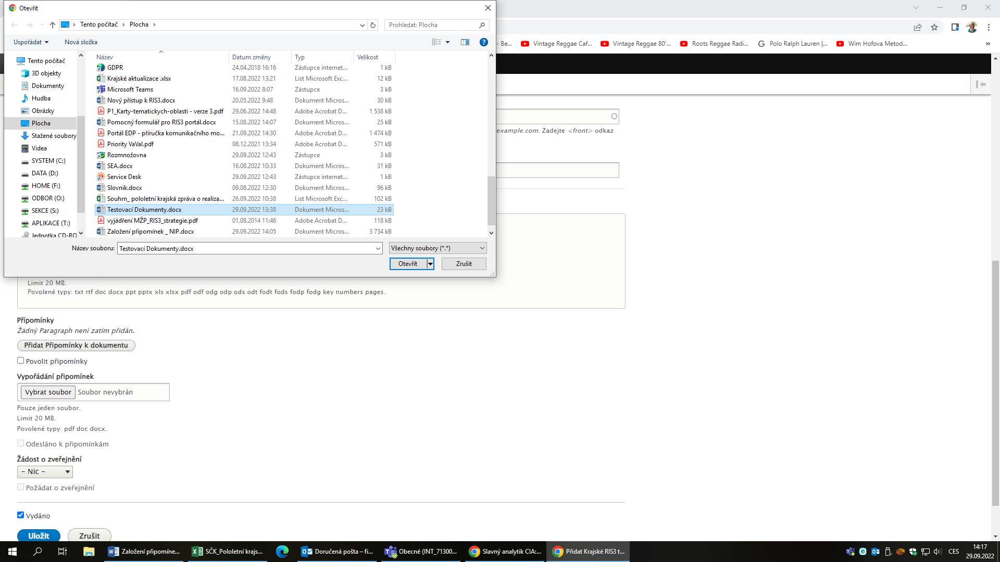 Otevřít
Tento počítač > Plocha >
Prohledat: Plocha
Uspořádat
Nová složka
- Be...
Vintage Reggae Caf...
Vintage Reggae 80'...
Roots Reggae Radi...
Polo Ralph Lauren |...
Wim Hofova Metod...
»
Tento počítač
3D objekty
Dokumenty
Hudba
Obrázky
Plocha
Stažené soubory
Videa
SYSTEM (C:)
DATA (D:)
HOME (F:)
ODBOR (O:)
SEKCE (S:)
APLIKACE (T:)
Jednotka CD-RO
Název Datum změny Typ Velikost
GDPR 24.04.2018 16:16 Zástupce internet... 1 kB
Krajské aktualizace .xlsx 17.08.2022 13:21 List Microsoft Exc... 12 kB
Microsoft Teams 16.09.2022 8:07 Zástupce 3 kB
Nový přístup k RIS3.docx 20.05.2022 9:48 Dokument Micros... 30 kB
P1_Karty-tematickych-oblasti - verze 3.pdf 29.06.2022 14:48 Adobe Acrobat D... 1 538 kB
Pomocný formulář pro RIS3 portál.docx 15.08.2022 14:07 Dokument Micros... 25 kB
Portál EDP - příručka komunikačního mo... 21.09.2022 14:30 Adobe Acrobat D... 1 474 kB
Priority VaVal.pdf 08.12.2021 13:34 Adobe Acrobat D... 571 kB
Rozmnožovna 29.09.2022 12:43 Zástupce 3 kB
SEA.docx 16.08.2022 10:33 Dokument Micros... 31 kB
Service Desk 29.09.2022 12:43 Zástupce internet... 1 kB
Slovnik.docx 09.08.2022 12:30 Dokument Micros... 96 kB
Souhrn_ pololetní krajská zpráva o realiza... 26.09.2022 10:38 List Microsoft Exc... 102 kB
Testovací Dokumenty.docx 29.09.2022 13:38 Dokument Micros... 23 kB
vyjádření MŽP_RIS3_strategie.pdf 01.08.2014 11:46 Adobe Acrobat D... 118 kB
Založení připomínek _ NIP.docx 29.09.2022 14:05 Dokument Micros... 3 734 kB
Název souboru: Testovací Dokumenty.docx
Všechny soubory (*.*)
Otevřít
Zrušit
example.com. Zadejte <front> odkaz
Limit 20 MB.
Povolené typy: txt rtf doc docx ppt pptx xls xlsx pdf odf odg odp ods odt fodt fods fodp fodg key numbers pages.
Přípomínky
Žádný Paragraph není zatím přidán.
Přidat Připomínky k dokumentu
Povolit připomínky
Vypořádání připomínek
Vybrat soubor Soubor nevybrán
Pouze jeden soubor.
Limit 20 MB.
Povolené typy: pdf doc docx.
Odesláno k připomínkám
Žádost o zveřejnění
- Nic -
Požádat o zveřejnění
Vydáno
Uložit
Zrušit
Založení připomíne...
SČK_Pololetní krajs...
Doručená pošta – fi...
Obecné (INT_71300...
Slavný analytik CIA:...
Přidat Krajské RIS3 t...
CES
14:17
29.09.2022